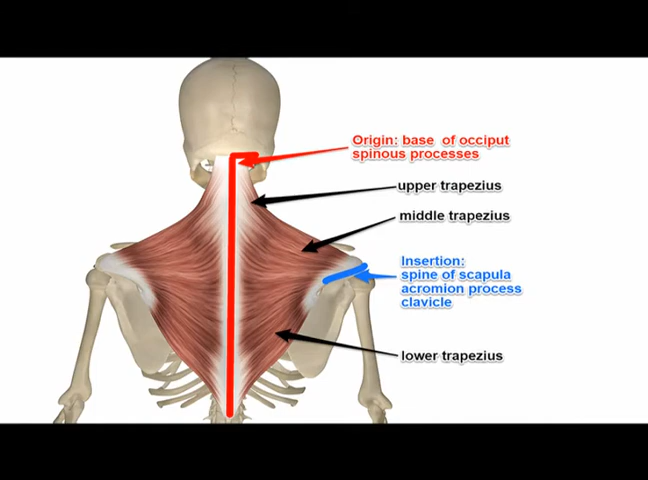 Origin: base of occiput
spinous processes
upper trapezius
middle trapezius
Insertion:
spine of scapula
acromion process
clavicle
lower trapezius